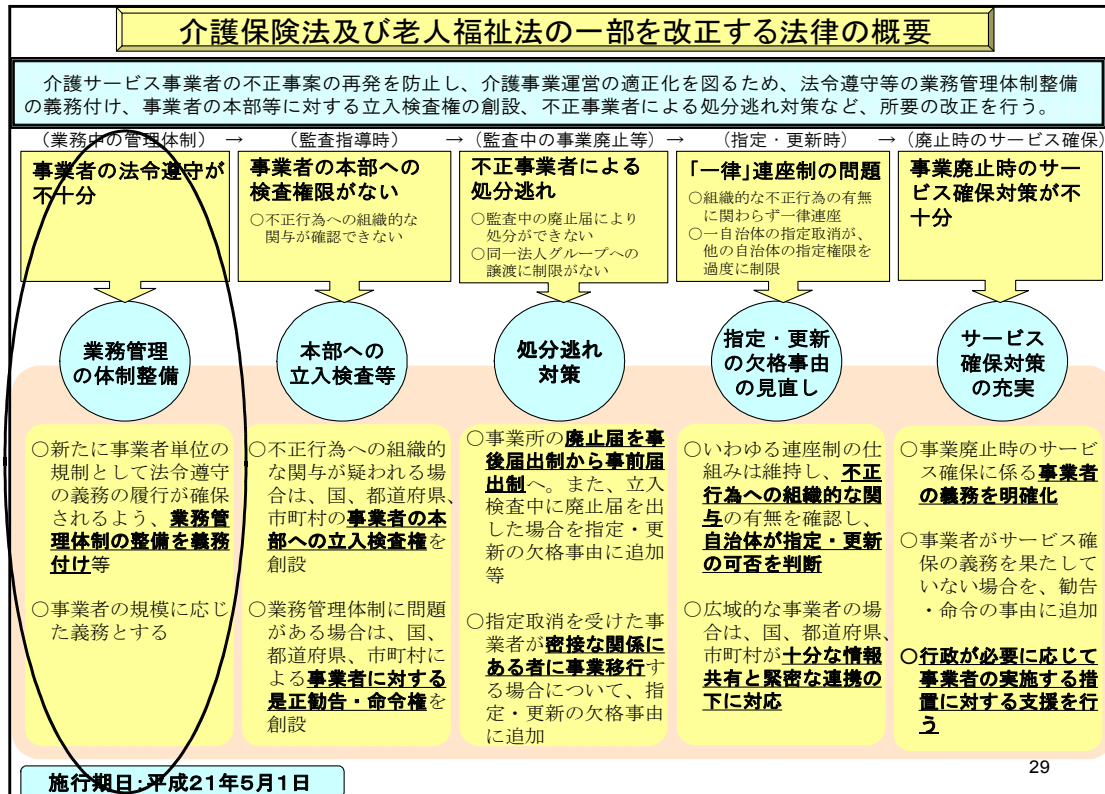 介護保険法及び老人福祉法の一部を改正する法律の概要
介護サービス事業者の不正事案の再発を防止し、介護事業運営の適正化を図るため、法令遵守等の業務管理体制整備
の義務付け、事業者の本部等に対する立入検査権の創設、不正事業者による処分逃れ対策など、所要の改正を行う。
(業務中の管理体制) → (監査指導時) → (監査中の事業廃止等) → (指定・更新時) → (廃止時のサービス確保)
事業者の法令遵守が
不十分
事業者の本部への
検査権限がない
○不正行為への組織的な
関与が確認できない
不正事業者による
処分逃れ
○監査中の廃止届により
処分ができない
○同一法人グループへの
譲渡に制限がない
「一律」連座制の問題
○組織的な不正行為の有無
に関わらず一律連座
○一自治体の指定取消が、
他の自治体の指定権限を
過度に制限
事業廃止時のサー
ビス確保対策が不
十分
業務管理
の体制整備
本部への
立入検査等
処分逃れ
対策
指定・更新
の欠格事由
の見直し
サービス
確保対策
の充実
○新たに事業者単位の
規制として法令遵守
の義務の履行が確保
されるよう、業務管
理体制の整備を義務
付け等
○事業者の規模に応じ
た義務とする
○不正行為への組織的
な関与が疑われる場
合は、国、都道府県、
市町村の事業者の本
部への立入検査権を
創設
○業務管理体制に問題
がある場合は、国、
都道府県、市町村に
よる事業者に対する
是正勧告・命令権を
創設
○事業所の廃止届を事
後届出制から事前届
出制へ。また、立入
検査中に廃止届を出
した場合を指定・更
新の欠格事由に追加
等
○指定取消を受けた事
業者が密接な関係に
ある者に事業移行す
る場合について、指
定・更新の欠格事由
に追加
○いわゆる連座制の仕
組みは維持し、不正
行為への組織的な関
与の有無を確認し、
自治体が指定・更新
の可否を判断
○広域的な事業者の場
合は、国、都道府県、
市町村が十分な情報
共有と緊密な連携の
下に対応
○事業廃止時のサービ
ス確保に係る事業者
の義務を明確化
○事業者がサービス確
保の義務を果たして
いない場合を、勧告
・命令の事由に追加
○行政が必要に応じて
事業者の実施する措
置に対する支援を行
う
施行期日:平成21年5月1日
29